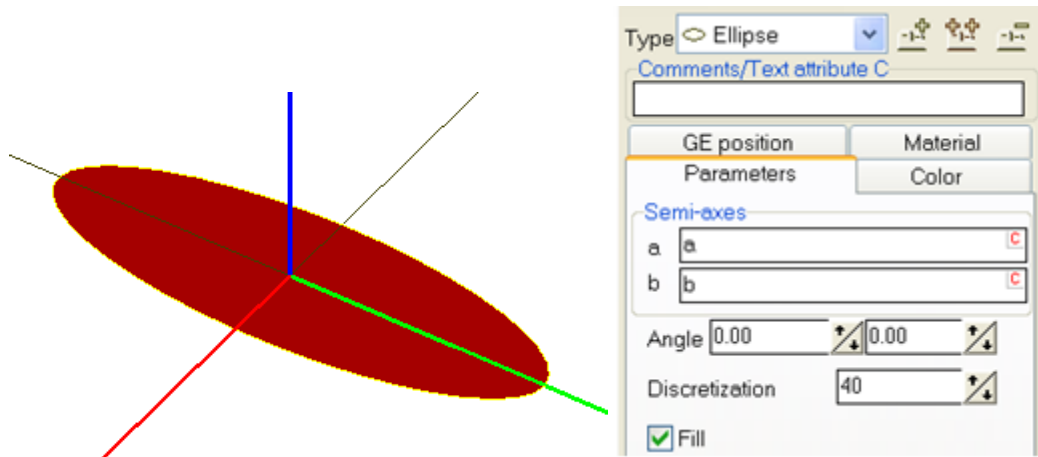 Type Ellipse
Comments/Text attribute C
GE position Material
Parameters Color
Semi-axes
a a c
b b c
Angle 0.00 0.00
Discretization 40
Fill